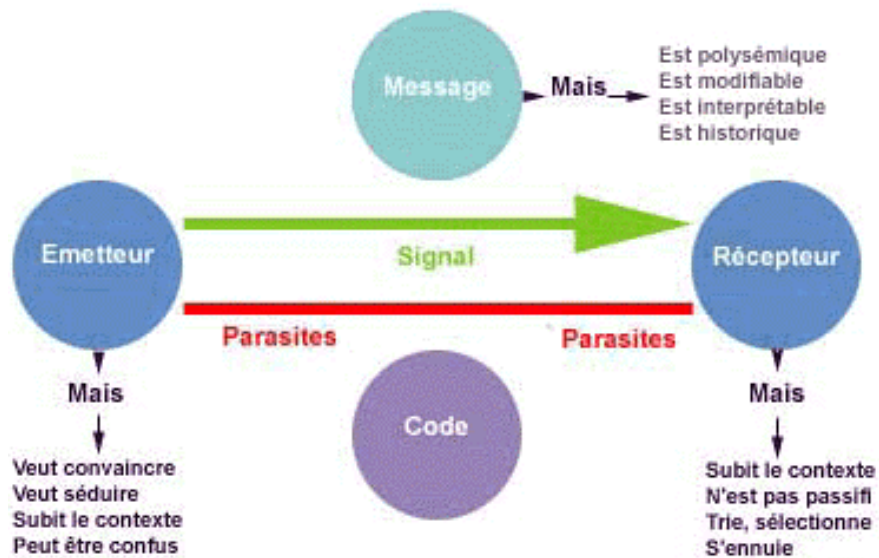 Message
Mais
Est polysémique
Est modifiable
Est interprétable
Est historique
Emetteur
Signal
Récepteur
Parasites
Parasites
Mais
Code
Mais
Veut convaincre
Veut séduire
Subit le contexte
Peut être confus
Subit le contexte
N'est pas passifi
Trie, sélectionne
S'ennuie